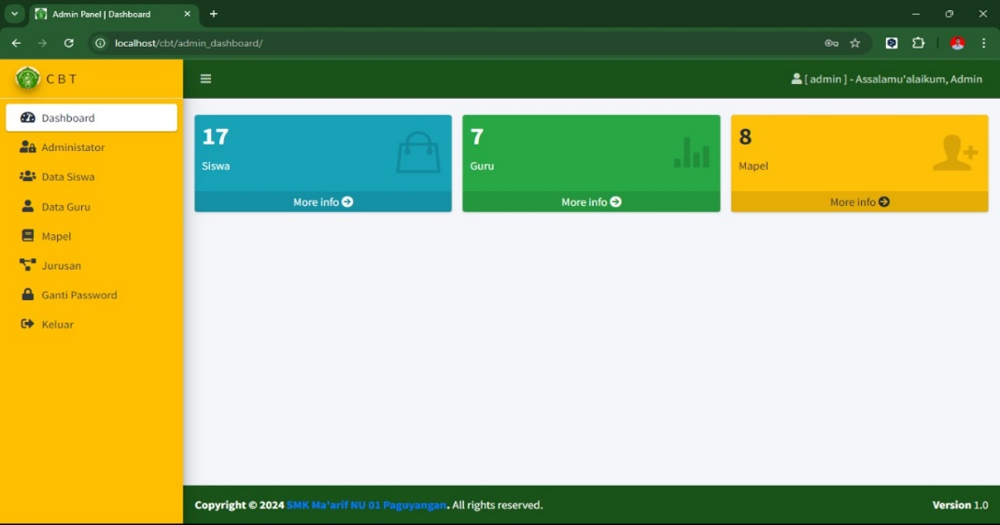 Admin Panel | Dashboard
localhost/cbt/admin_dashboard/
C B T
[ admin ] - Assalamu'alaikum, Admin
Dashboard
Administator
Data Siswa
Data Guru
Mapel
Jurusan
Ganti Password
Keluar
17
Siswa
More info
7
Guru
More info
8
Mapel
More info
Copyright © 2024 SMK Ma'arif NU 01 Paguyangan. All rights reserved.
Version 1.0